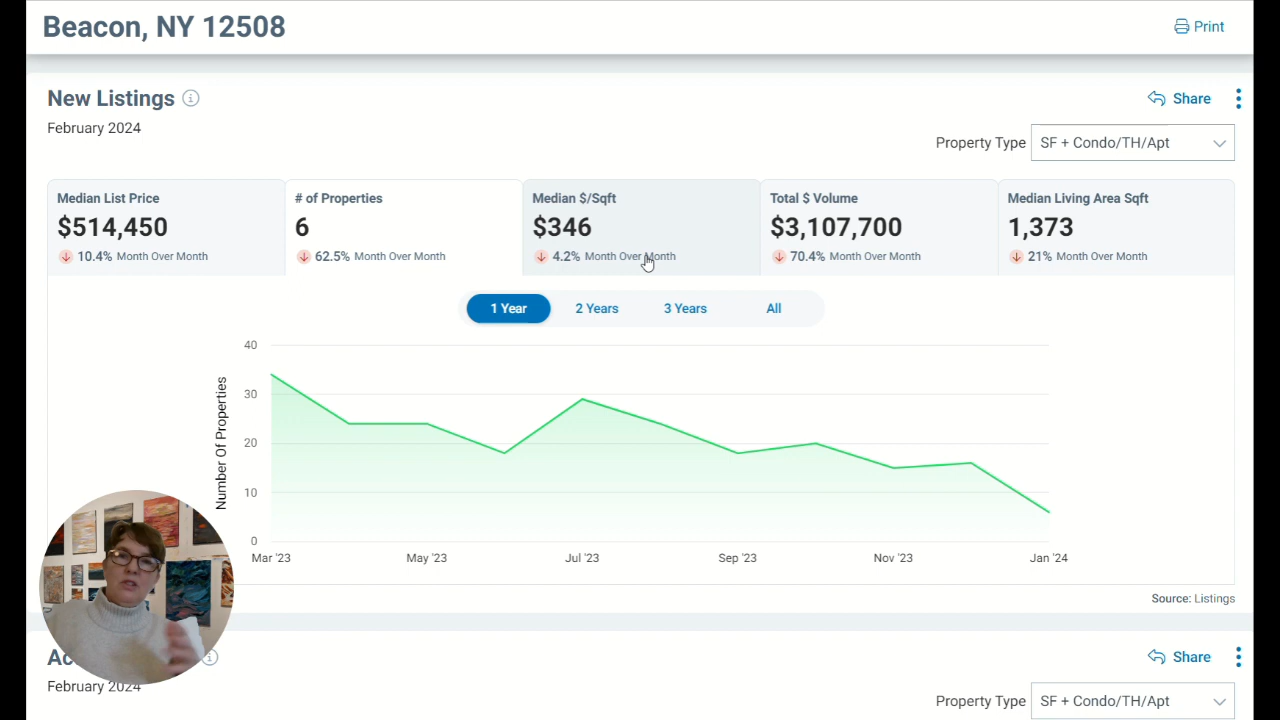 Beacon, NY 12508
Print
New Listings
Share
February 2024
Property Type SF + Condo/TH/Apt
Median List Price
$514,450
10.4% Month Over Month
# of Properties
6
62.5% Month Over Month
Median $/Sqft
$346
4.2% Month Over Month
Total $ Volume
$3,107,700
70.4% Month Over Month
Median Living Area Sqft
1,373
21% Month Over Month
1 Year 2 Years 3 Years All
Number Of Properties
40
30
20
10
0
Mar '23 May '23 Jul '23 Sep '23 Nov '23 Jan '24
Source: Listings
Share
February 2024
Property Type SF + Condo/TH/Apt